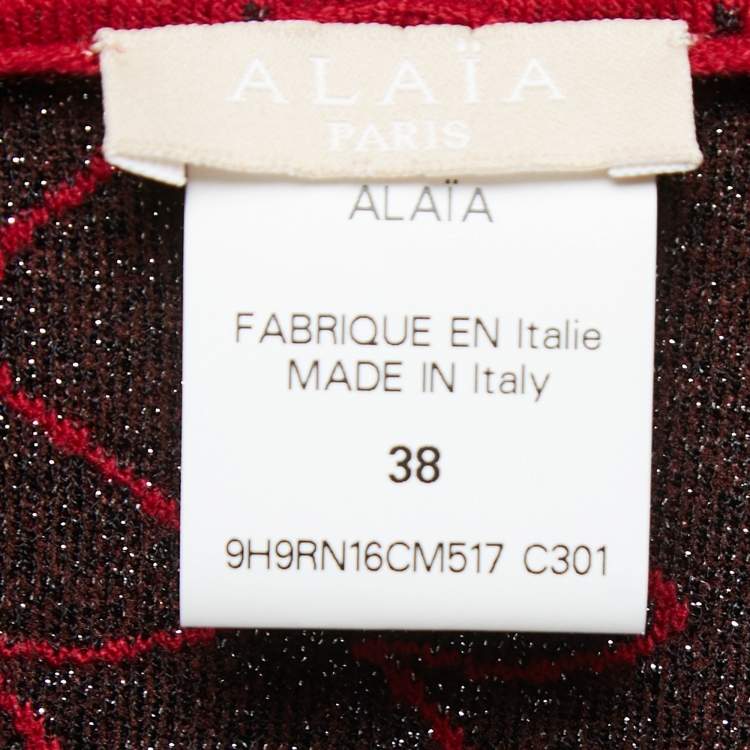 ALAÏA
PARIS
ALAÏA
FABRIQUE EN Italie
MADE IN Italy
38
9H9RN16CM517 C301